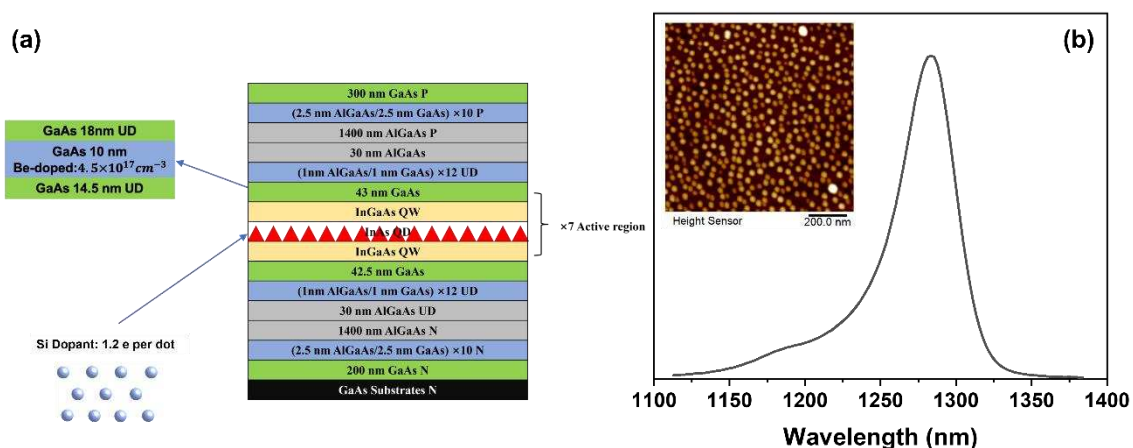 (a)
300 nm GaAs P
(2.5 nm AlGaAs/2.5 nm GaAs) ×10 P
1400 nm AlGaAs P
30 nm AlGaAs
(1nm AlGaAs/1 nm GaAs) ×12 UD
43 nm GaAs
InGaAs QW
InAs QD
InGaAs QW
42.5 nm GaAs
(1nm AlGaAs/1 nm GaAs) ×12 UD
30 nm AlGaAs UD
1400 nm AlGaAs N
(2.5 nm AlGaAs/2.5 nm GaAs) ×10 N
200 nm GaAs N
GaAs Substrates N
GaAs 18nm UD
GaAs 10 nm
Be-doped:4.5×10¹⁷cm⁻³
GaAs 14.5 nm UD
×7 Active region
Si Dopant: 1.2 e per dot
(b)
Height Sensor
200.0 nm
1100 1150 1200 1250 1300 1350 1400
Wavelength (nm)